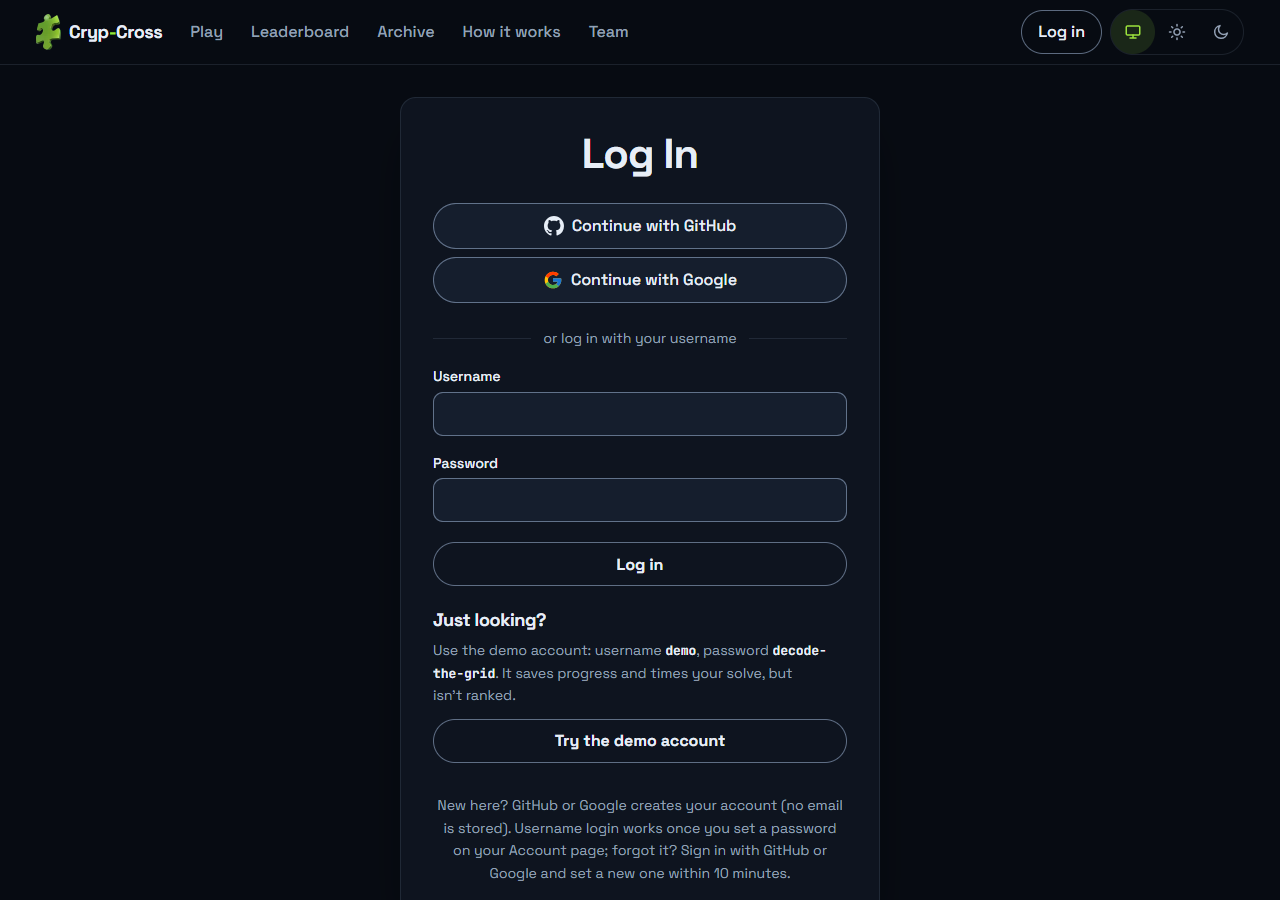 Cryp-Cross Play Leaderboard Archive How it works Team Log in
Log In
Continue with GitHub
Continue with Google
or log in with your username
Username
Password
Log in
Just looking?
Use the demo account: username demo, password decode-
the-grid. It saves progress and times your solve, but
isn't ranked.
Try the demo account
New here? GitHub or Google creates your account (no email
is stored). Username login works once you set a password
on your Account page; forgot it? Sign in with GitHub or
Google and set a new one within 10 minutes.